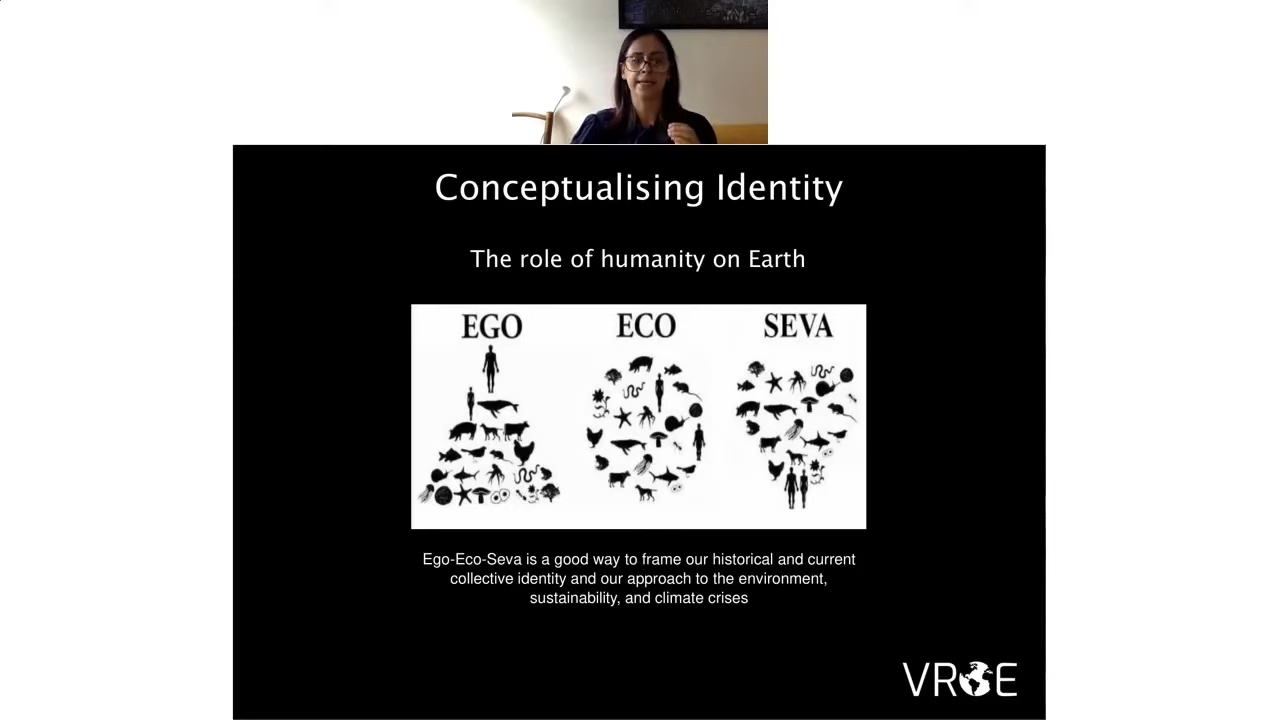 Conceptualising Identity
The role of humanity on Earth
EGO ECO SEVA
Ego-Eco-Seva is a good way to frame our historical and current
collective identity and our approach to the environment,
sustainability, and climate crises
VROE